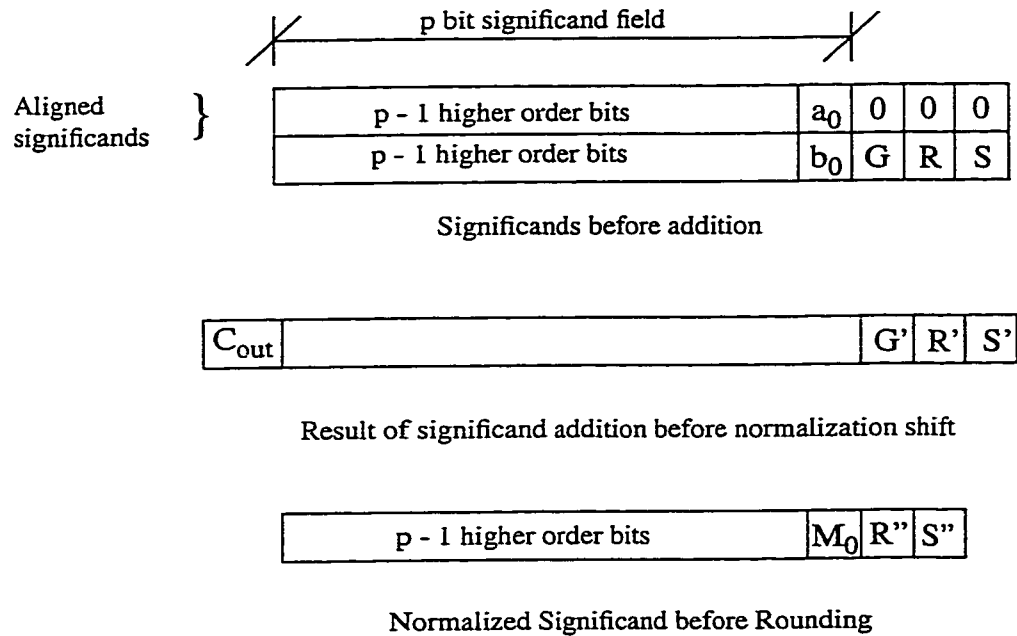 p bit significand field
Aligned significands }
p - 1 higher order bits a0 0 0 0
p - 1 higher order bits b0 G R S
Significands before addition
Cout G' R' S'
Result of significand addition before normalization shift
p - 1 higher order bits M0 R" S"
Normalized Significand before Rounding